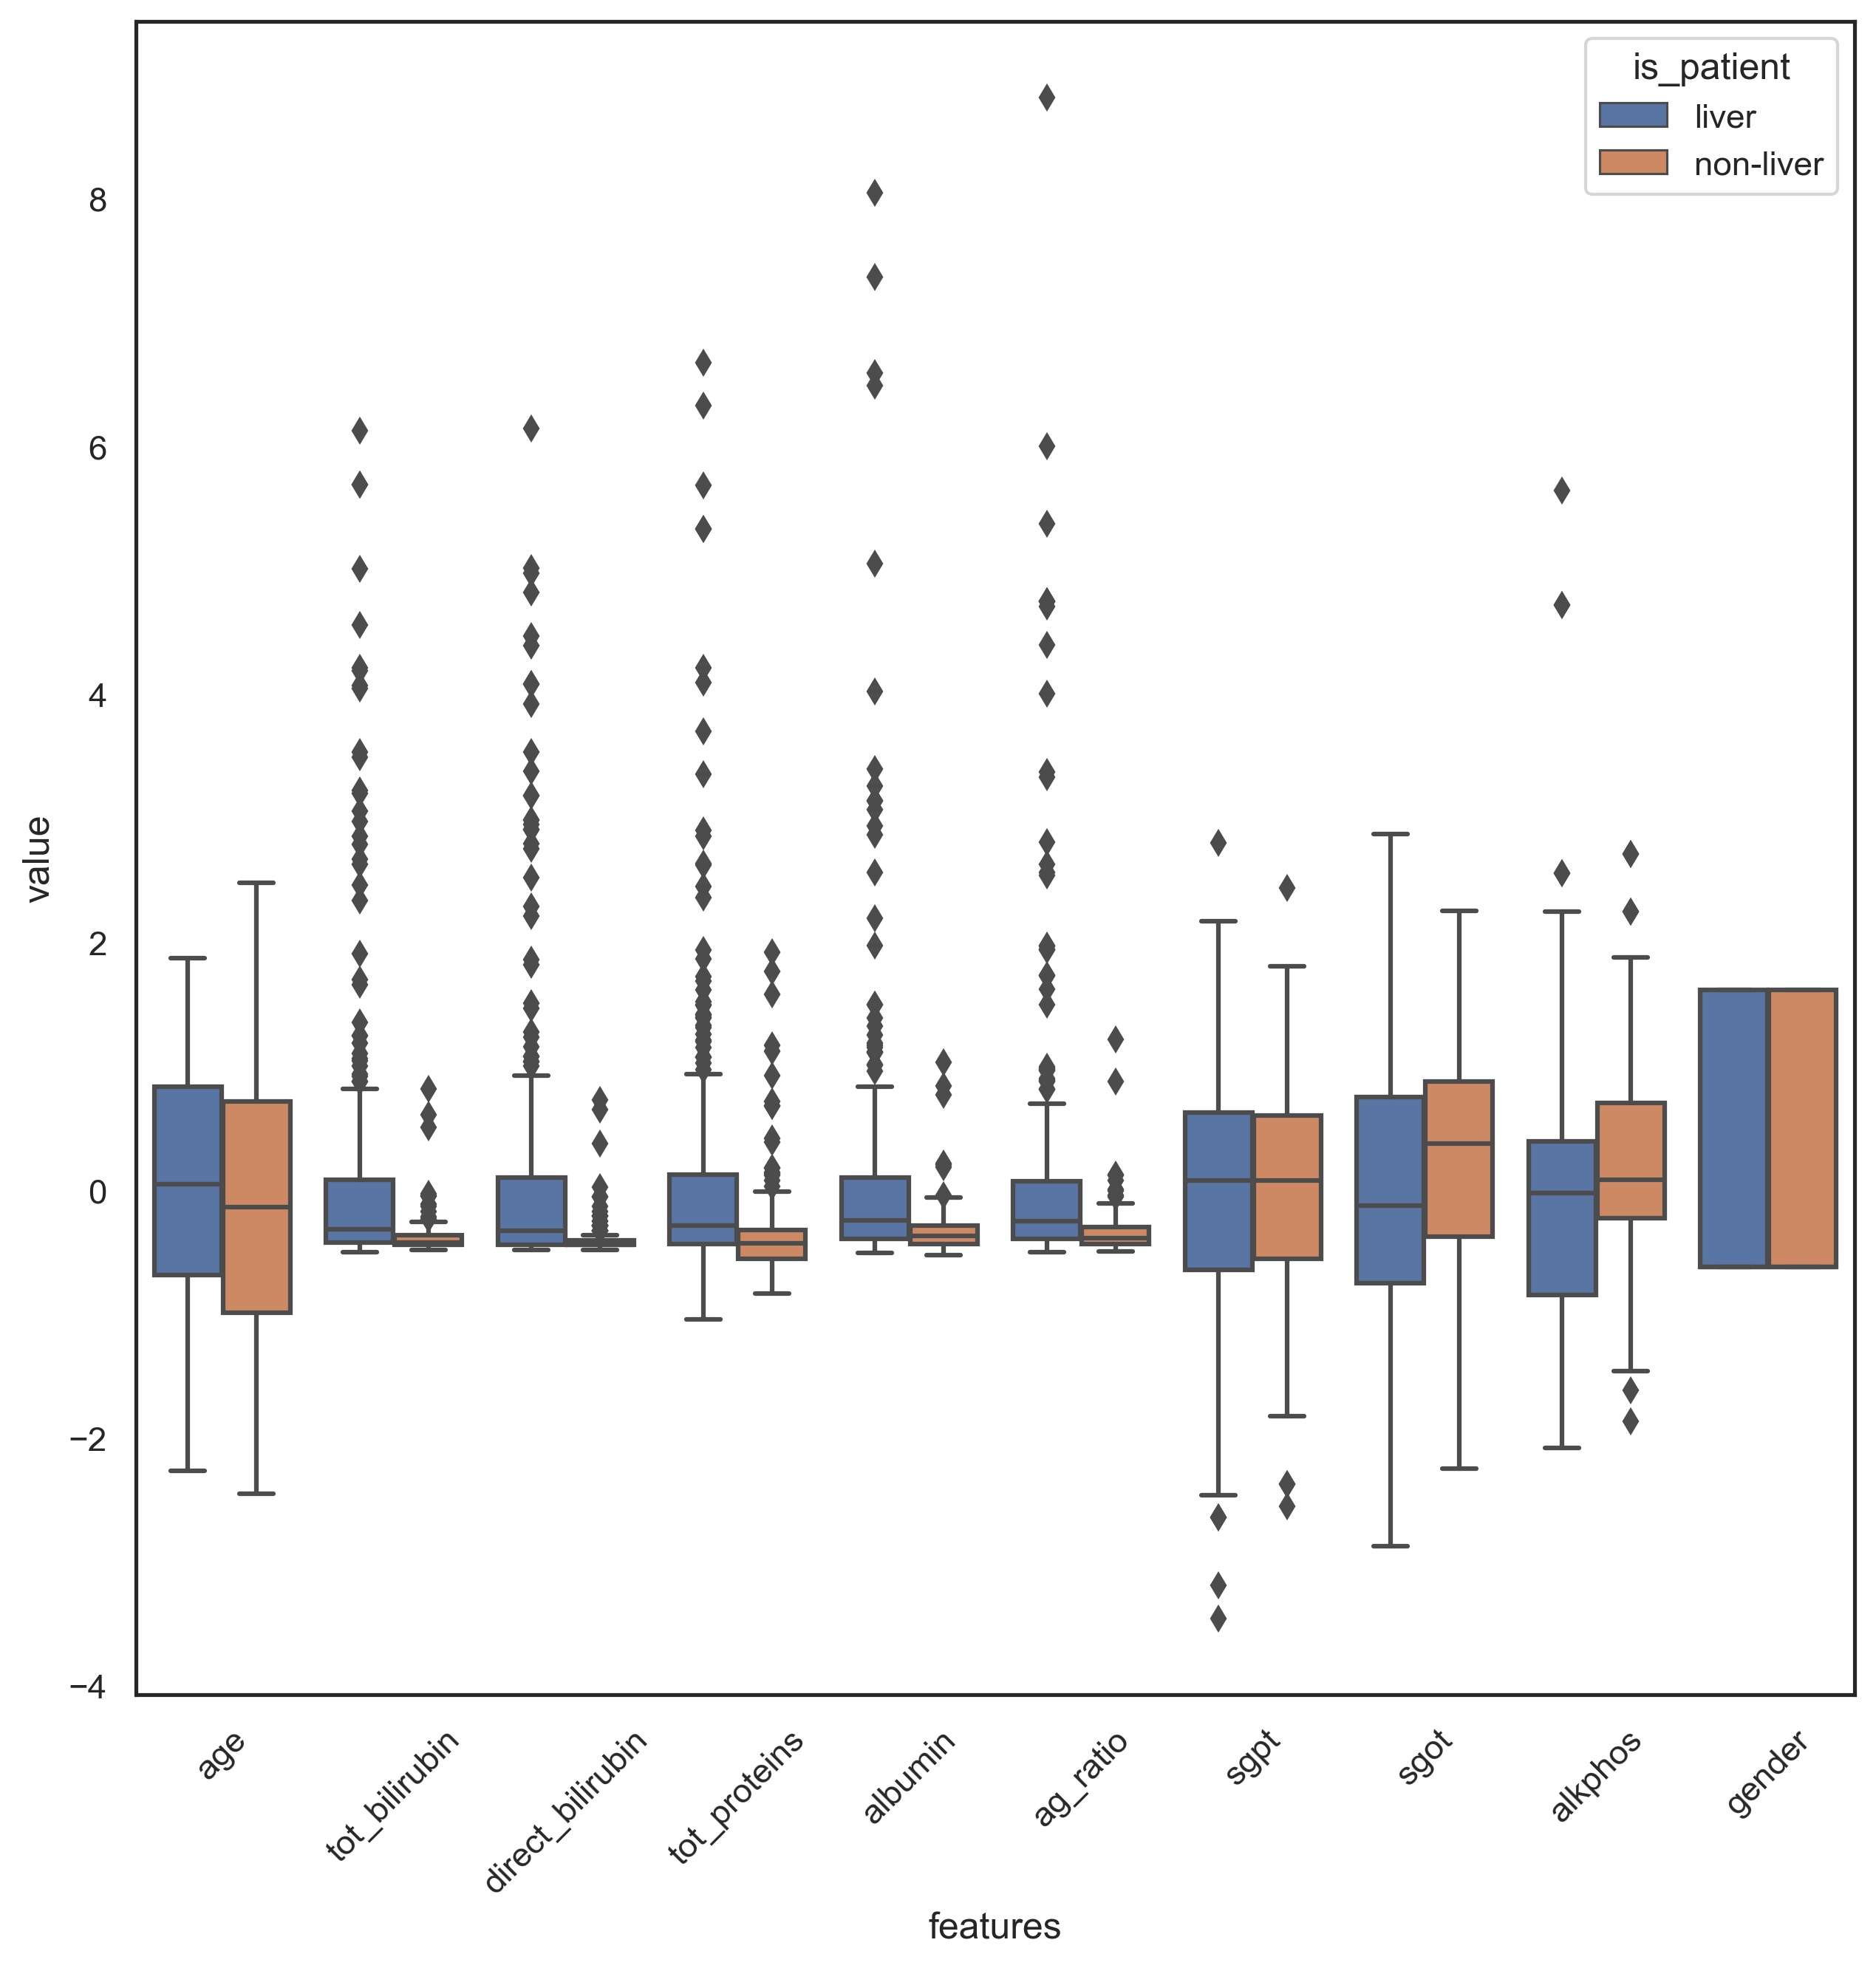 is_patient
liver
non-liver
8
6
4
2
0
−2
−4
value
age
tot_bilirubin
direct_bilirubin
tot_proteins
albumin
ag_ratio
sgpt
sgot
alkphos
gender
features